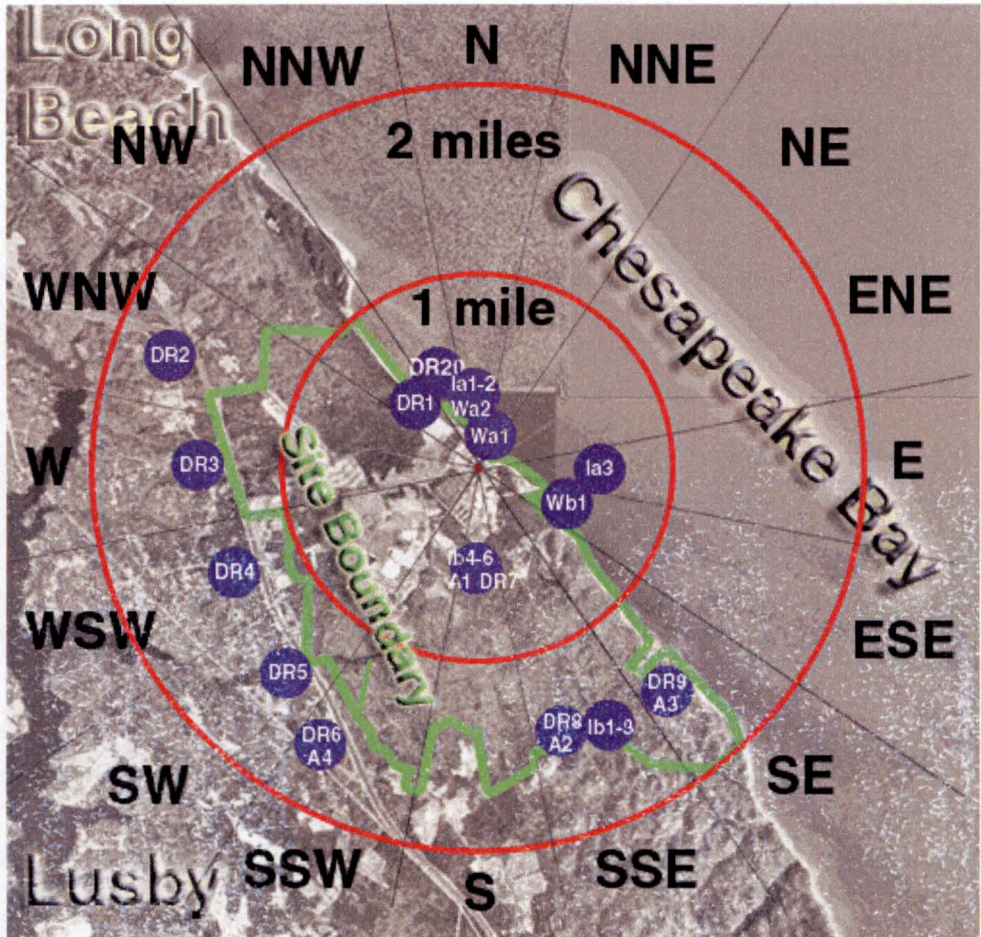 Long
Beach
NNW
N
NNE
NW
2 miles
NE
Chesapeake Bay
WNW
1 mile
ENE
DR2
DR20
DR1
Ia1-2
Wa2
Wa1
W
DR3
Site Boundary
Ia3
E
Wb1
DR4
Ib4-6
A1 DR7
WSW
ESE
DR5
DR9
A3
DR6
A4
DR8
A2
Ib1-3
SW
SE
Lusby
SSW
S
SSE